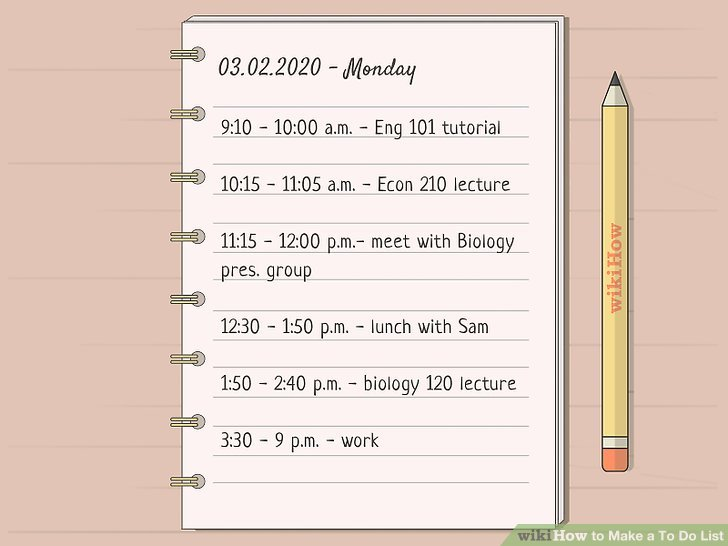 03.02.2020 - Monday
9:10 - 10:00 a.m. - Eng 101 tutorial
10:15 - 11:05 a.m. - Econ 210 lecture
11:15 - 12:00 p.m.- meet with Biology
pres. group
12:30 - 1:50 p.m. - lunch with Sam
1:50 - 2:40 p.m. - biology 120 lecture
3:30 - 9 p.m. - work
wikiHow
wikiHow to Make a To Do List